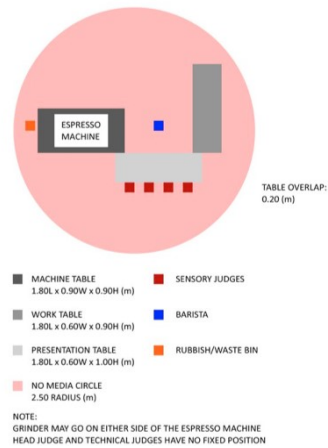 ESPRESSO
MACHINE
TABLE OVERLAP:
0.20 (m)
MACHINE TABLE
1.80L x 0.90W x 0.90H (m)
SENSORY JUDGES
WORK TABLE
1.80L x 0.60W x 0.90H (m)
BARISTA
PRESENTATION TABLE
1.80L x 0.60W x 1.00H (m)
RUBBISH/WASTE BIN
NO MEDIA CIRCLE
2.50 RADIUS (m)
NOTE:
GRINDER MAY GO ON EITHER SIDE OF THE ESPRESSO MACHINE
HEAD JUDGE AND TECHNICAL JUDGES HAVE NO FIXED POSITION